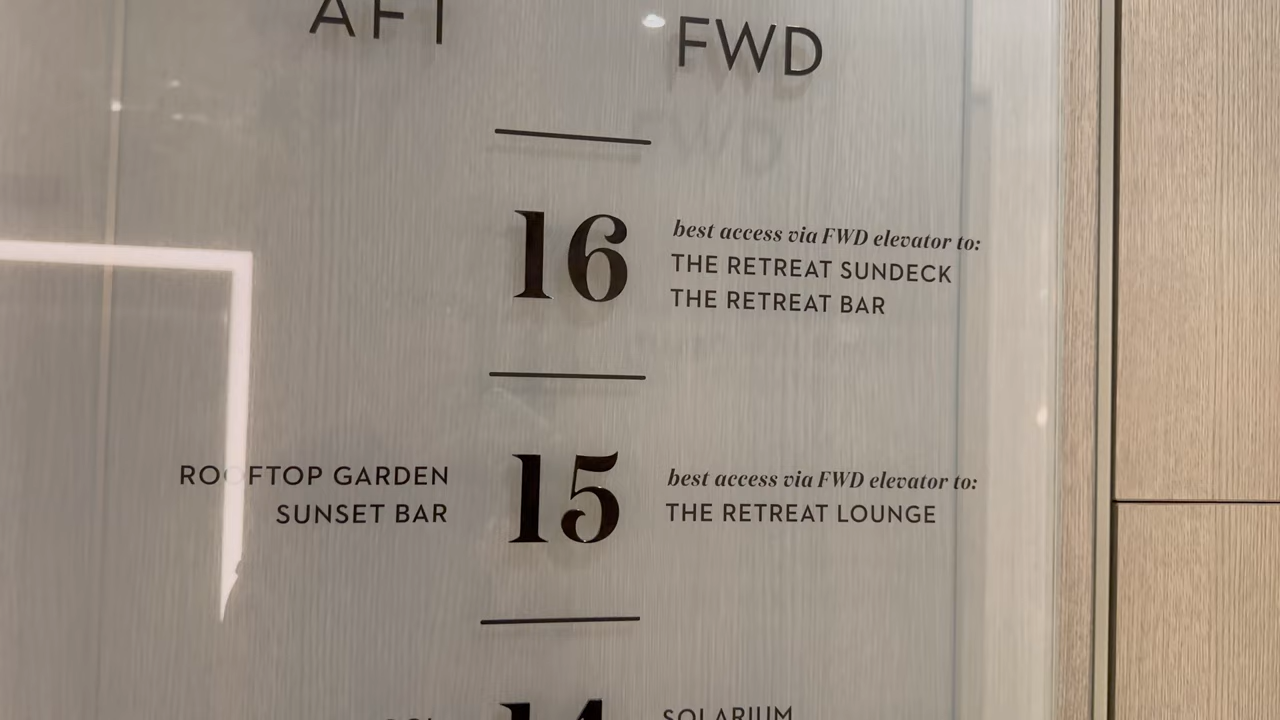 AFT
FWD
16
best access via FWD elevator to:
THE RETREAT SUNDECK
THE RETREAT BAR
ROOFTOP GARDEN
SUNSET BAR
15
best access via FWD elevator to:
THE RETREAT LOUNGE
14
SOLARIUM